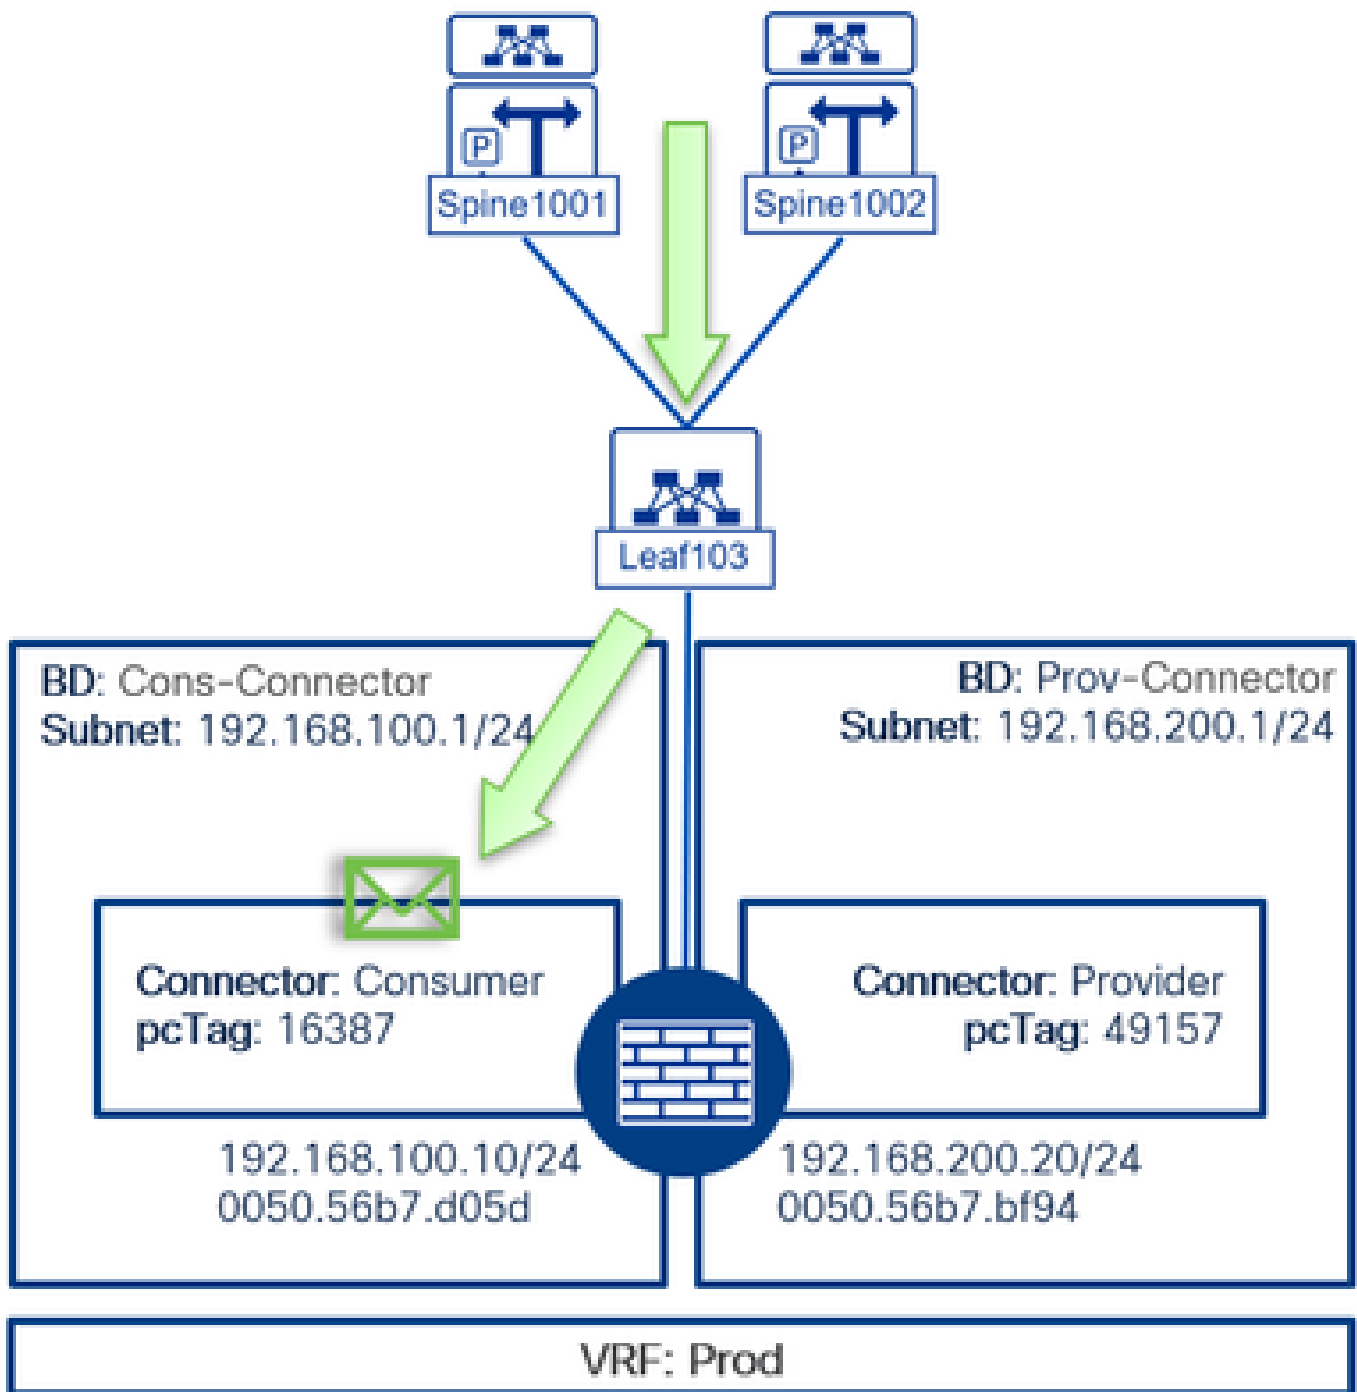 P
P
Spine1001
Spine1002
Leaf103
BD: Cons-Connector
Subnet: 192.168.100.1/24
BD: Prov-Connector
Subnet: 192.168.200.1/24
Connector: Consumer
pcTag: 16387
Connector: Provider
pcTag: 49157
192.168.100.10/24
0050.56b7.d05d
192.168.200.20/24
0050.56b7.bf94
VRF: Prod